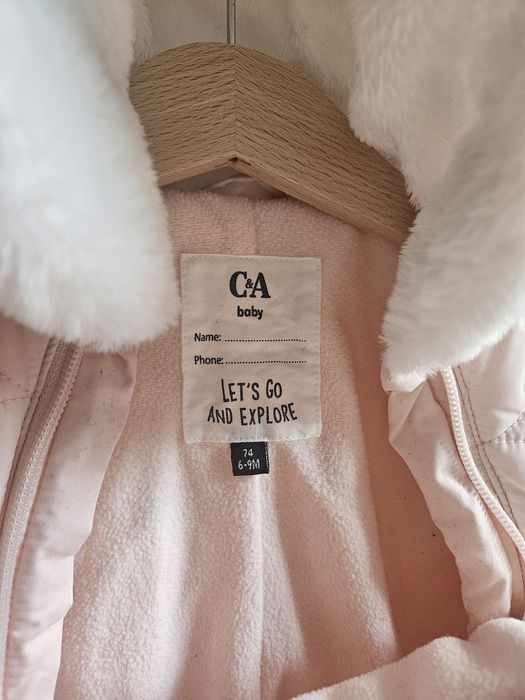 C&A
baby
Name:
Phone:
LET'S GO
AND EXPLORE
74
6-9M